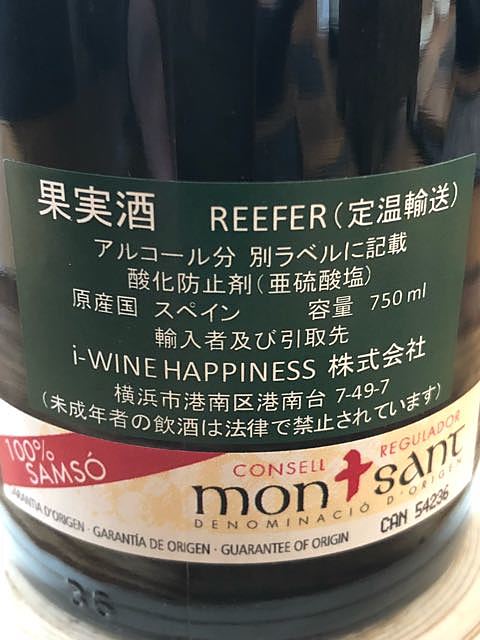 果実酒 REEFER(定温輸送)
アルコール分 別ラベルに記載
酸化防止剤(亜硫酸塩)
原産国 スペイン 容量 750 ml
輸入者及び引取先
i-WINE HAPPINESS 株式会社
横浜市港南区港南台 7-49-7
(未成年者の飲酒は法律で禁止されています)
100%
SAMSÓ
CONSELL REGULADOR
montsant
DENOMINACIÓ D'ORIGEN
CAN 54236
GARANTIA D'ORIGEN · GARANTÍA DE ORIGEN · GUARANTEE OF ORIGIN
36